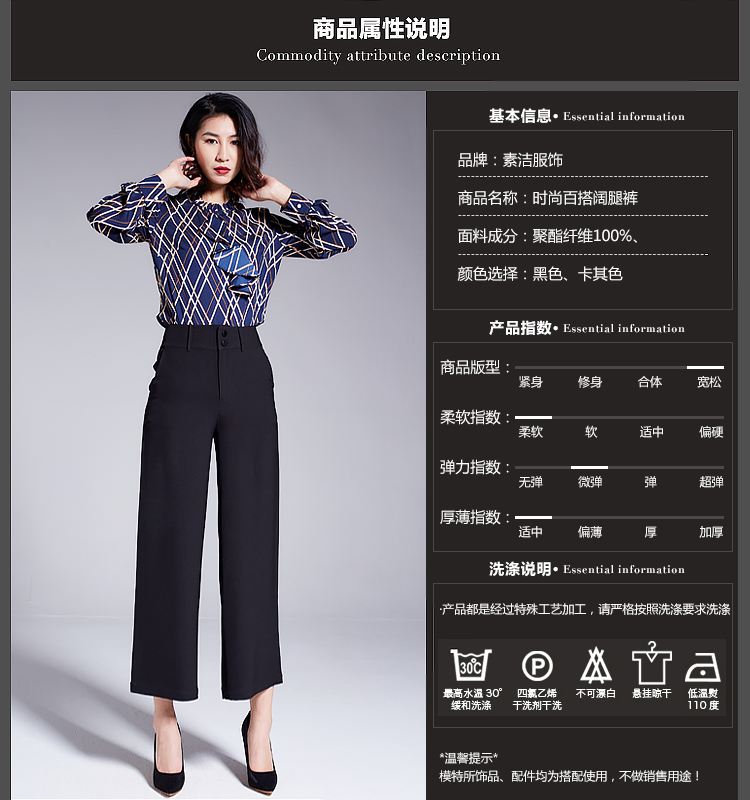 商品属性说明
Commodity attribute description
基本信息• Essential information
品牌：素洁服饰
商品名称：时尚百搭阔腿裤
面料成分：聚酯纤维100%、
颜色选择：黑色、卡其色
产品指数• Essential information
商品版型：
紧身 修身 合体 宽松
柔软指数：
柔软 软 适中 偏硬
弹力指数：
无弹 微弹 弹 超弹
厚薄指数：
适中 偏薄 厚 加厚
洗涤说明• Essential information
·产品都是经过特殊工艺加工，请严格按照洗涤要求洗涤
30℃ P
最高水温 30° 四氯乙烯 不可漂白 悬挂晾干 低温熨
缓和洗涤 干洗剂干洗 110 度
*温馨提示*
模特所饰品、配件均为搭配使用，不做销售用途！